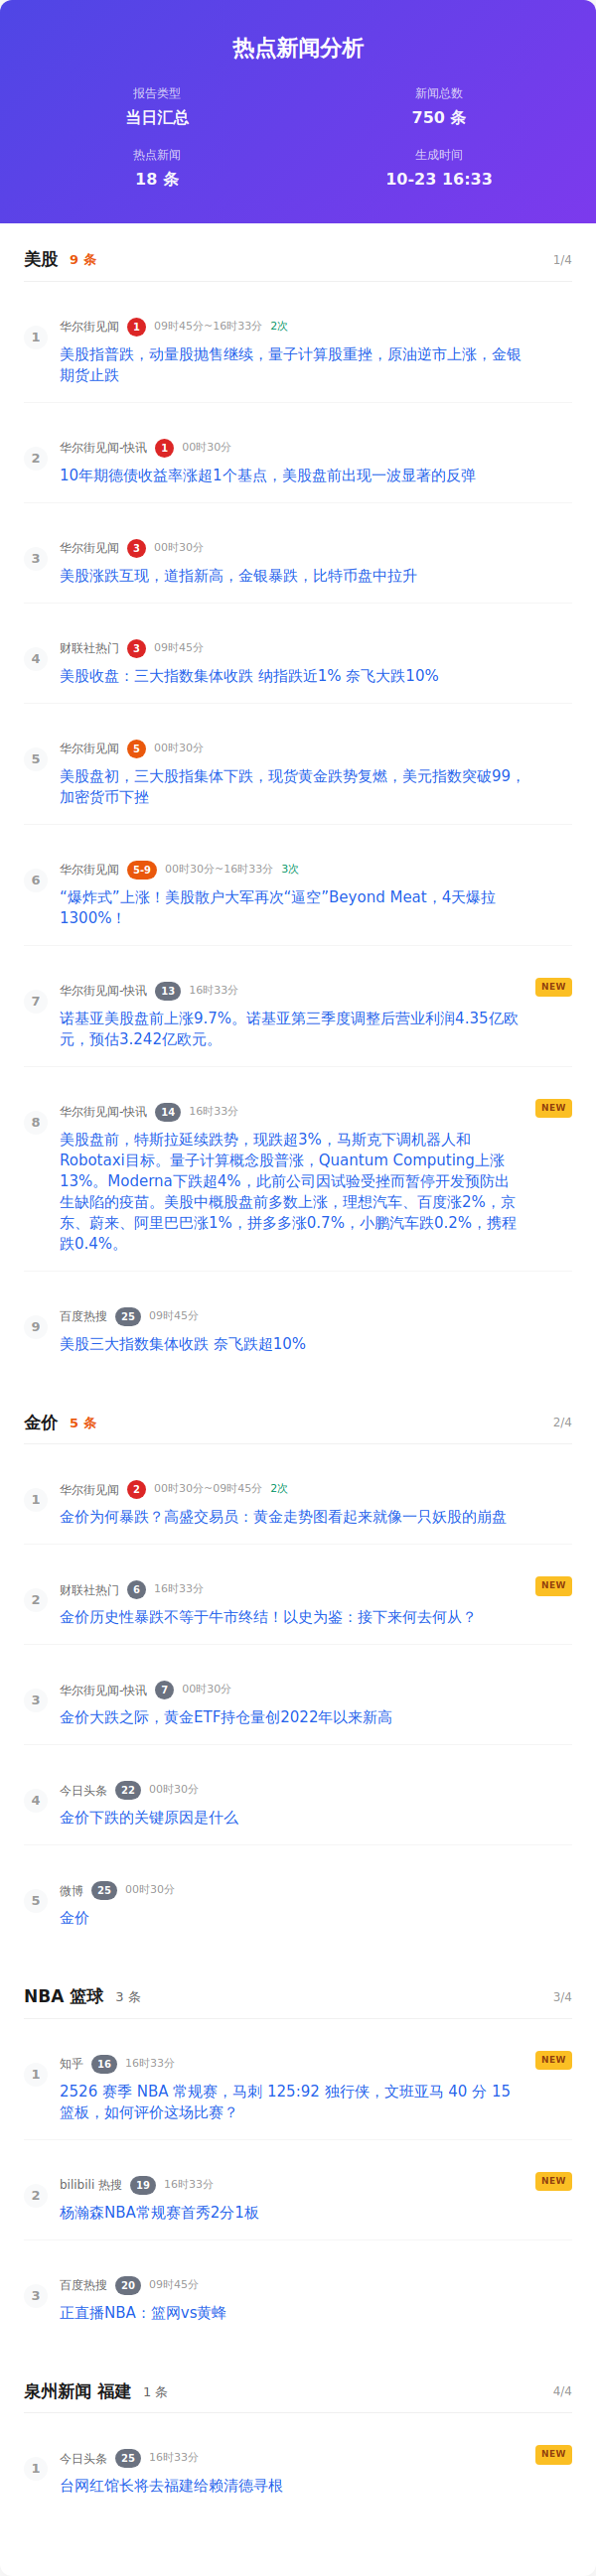 热点新闻分析
报告类型
新闻总数
当日汇总
750 条
热点新闻
生成时间
18 条
10-23 16:33
美股 9 条 1/4
1 华尔街见闻 1 09时45分~16时33分 2次
美股指普跌，动量股抛售继续，量子计算股重挫，原油逆市上涨，金银
期货止跌
2 华尔街见闻-快讯 1 00时30分
10年期德债收益率涨超1个基点，美股盘前出现一波显著的反弹
3 华尔街见闻 3 00时30分
美股涨跌互现，道指新高，金银暴跌，比特币盘中拉升
4 财联社热门 3 09时45分
美股收盘：三大指数集体收跌 纳指跌近1% 奈飞大跌10%
5 华尔街见闻 5 00时30分
美股盘初，三大股指集体下跌，现货黄金跌势复燃，美元指数突破99，
加密货币下挫
6 华尔街见闻 5-9 00时30分~16时33分 3次
“爆炸式”上涨！美股散户大军再次“逼空”Beyond Meat，4天爆拉
1300%！
7 华尔街见闻-快讯 13 16时33分 NEW
诺基亚美股盘前上涨9.7%。诺基亚第三季度调整后营业利润4.35亿欧
元，预估3.242亿欧元。
8 华尔街见闻-快讯 14 16时33分 NEW
美股盘前，特斯拉延续跌势，现跌超3%，马斯克下调机器人和
Robotaxi目标。量子计算概念股普涨，Quantum Computing上涨
13%。Moderna下跌超4%，此前公司因试验受挫而暂停开发预防出
生缺陷的疫苗。美股中概股盘前多数上涨，理想汽车、百度涨2%，京
东、蔚来、阿里巴巴涨1%，拼多多涨0.7%，小鹏汽车跌0.2%，携程
跌0.4%。
9 百度热搜 25 09时45分
美股三大指数集体收跌 奈飞跌超10%
金价 5 条 2/4
1 华尔街见闻 2 00时30分~09时45分 2次
金价为何暴跌？高盛交易员：黄金走势图看起来就像一只妖股的崩盘
2 财联社热门 6 16时33分 NEW
金价历史性暴跌不等于牛市终结！以史为鉴：接下来何去何从？
3 华尔街见闻-快讯 7 00时30分
金价大跌之际，黄金ETF持仓量创2022年以来新高
4 今日头条 22 00时30分
金价下跌的关键原因是什么
5 微博 25 00时30分
金价
NBA 篮球 3 条 3/4
1 知乎 16 16时33分 NEW
2526 赛季 NBA 常规赛，马刺 125:92 独行侠，文班亚马 40 分 15
篮板，如何评价这场比赛？
2 bilibili 热搜 19 16时33分 NEW
杨瀚森NBA常规赛首秀2分1板
3 百度热搜 20 09时45分
正直播NBA：篮网vs黄蜂
泉州新闻 福建 1 条 4/4
1 今日头条 25 16时33分 NEW
台网红馆长将去福建给赖清德寻根